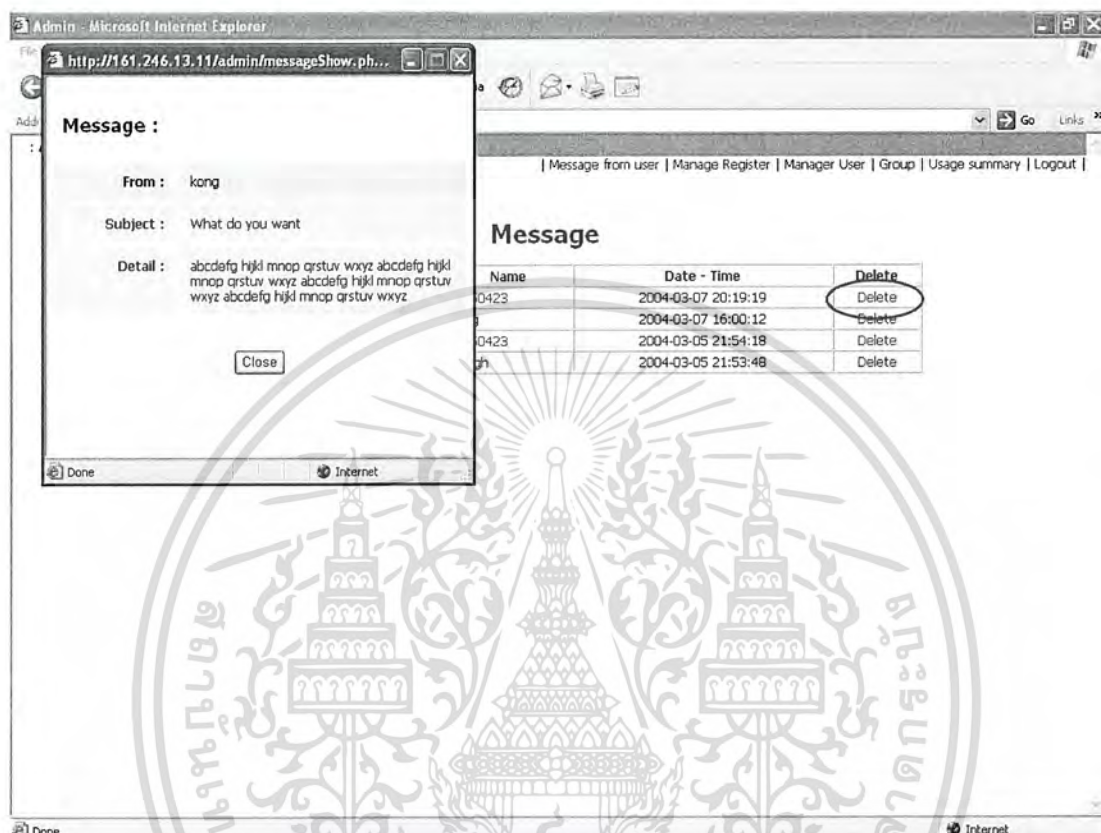 Admin - Microsoft Internet Explorer
http://161.246.13.11/admin/messageShow.ph...
Go Links »
Message :
From : kong
Subject : What do you want
Detail : abcdefg hijkl mnop qrstuv wxyz abcdefg hijkl
mnop qrstuv wxyz abcdefg hijkl mnop qrstuv
wxyz abcdefg hijkl mnop qrstuv wxyz
Close
Done Internet
| Message from user | Manage Register | Manager User | Group | Usage summary | Logout |
Message
Name Date - Time Delete
0423 2004-03-07 20:19:19 Delete
g 2004-03-07 16:00:12 Delete
0423 2004-03-05 21:54:18 Delete
gh 2004-03-05 21:53:48 Delete
Done Internet